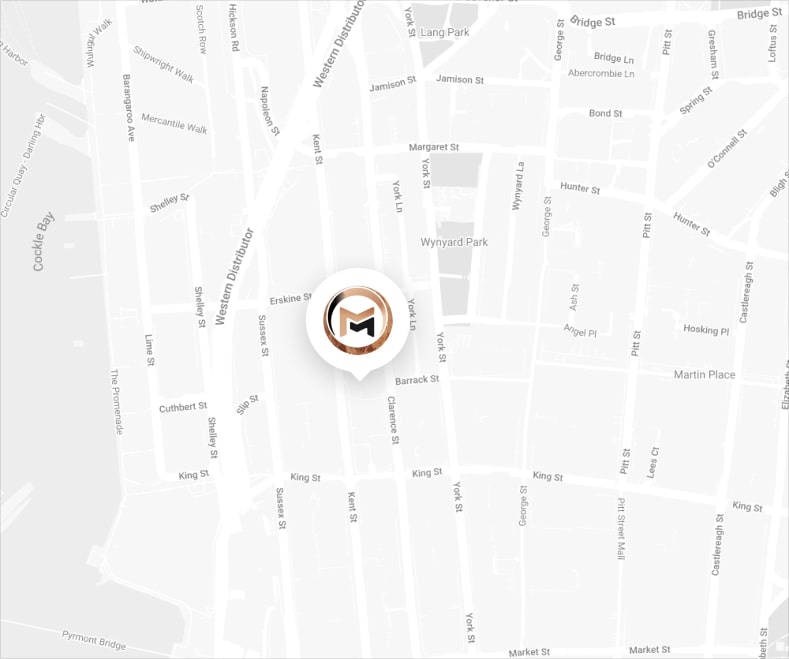 York St
Bridge St
Bridge St
Lang Park
Scotch Row
Hickson Rd
Western Distributor
George St
Pitt St
Gresham St
Loftus St
Bridge Ln
Abercrombie Ln
Wulugul Walk
Harbor
Shipwright Walk
Barangaroo Ave
Napoleon St
Jamison St
Jamison St
Spring St
Bond St
Mercantile Walk
Kent St
Margaret St
O'Connell St
Circular Quay - Darling Hbr
York St
Wynyard La
York Ln
Hunter St
Bligh S
Shelley St
George St
Pitt St
Hunter St
Cockle Bay
Western Distributor
Wynyard Park
Castlereagh St
Shelley St
Erskine St
Ash St
York Ln
Sussex St
Angel Pl
Hosking Pl
Lime St
York St
Pitt St
Martin Place
Barrack St
Elizabeth St
The Promenade
Cuthbert St
Slip St
Clarence St
Shelley St
Pitt St
Lees Ct
King St
King St
King St
King St
King St
Sussex St
Kent St
York St
George St
Pitt Street Mall
Castlereagh St
Pyrmont Bridge
York St
Market St
Market St
beth St